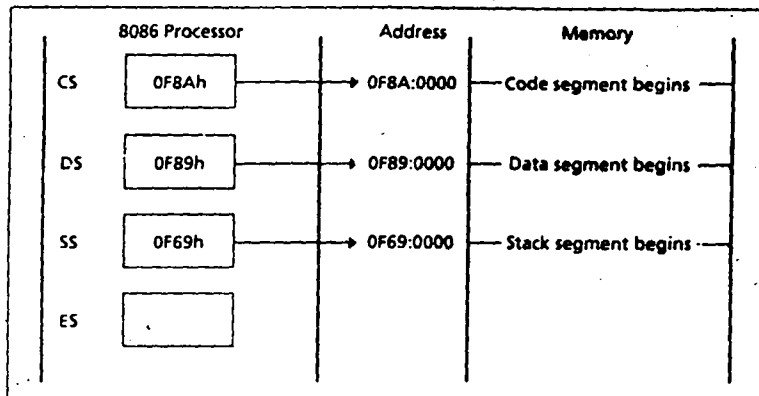 8086 Processor Address Memory
CS 0F8Ah 0F8A:0000 Code segment begins
DS 0F89h 0F89:0000 Data segment begins
SS 0F69h 0F69:0000 Stack segment begins
ES